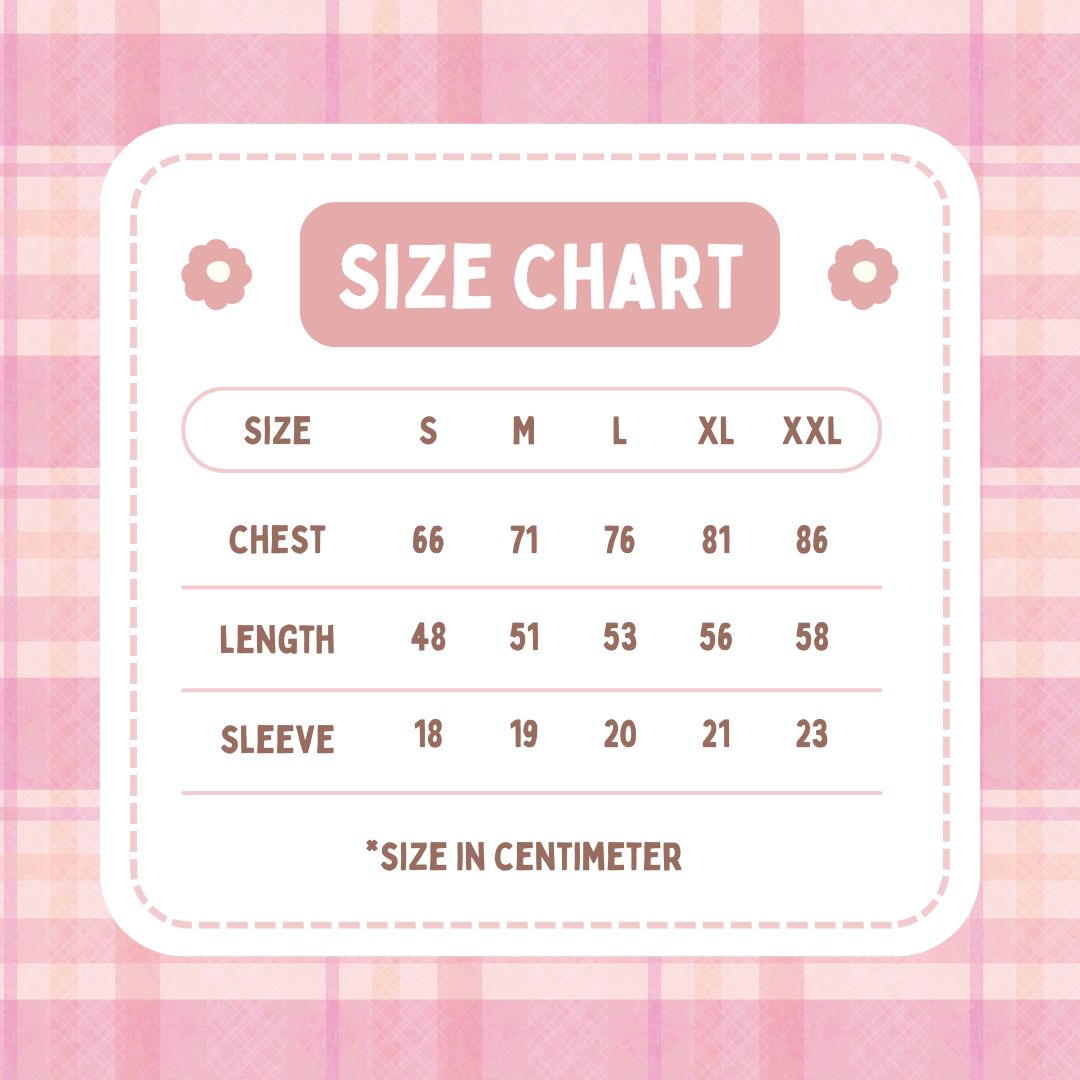 SIZE CHART
SIZE S M L XL XXL
CHEST 66 71 76 81 86
LENGTH 48 51 53 56 58
SLEEVE 18 19 20 21 23
*SIZE IN CENTIMETER